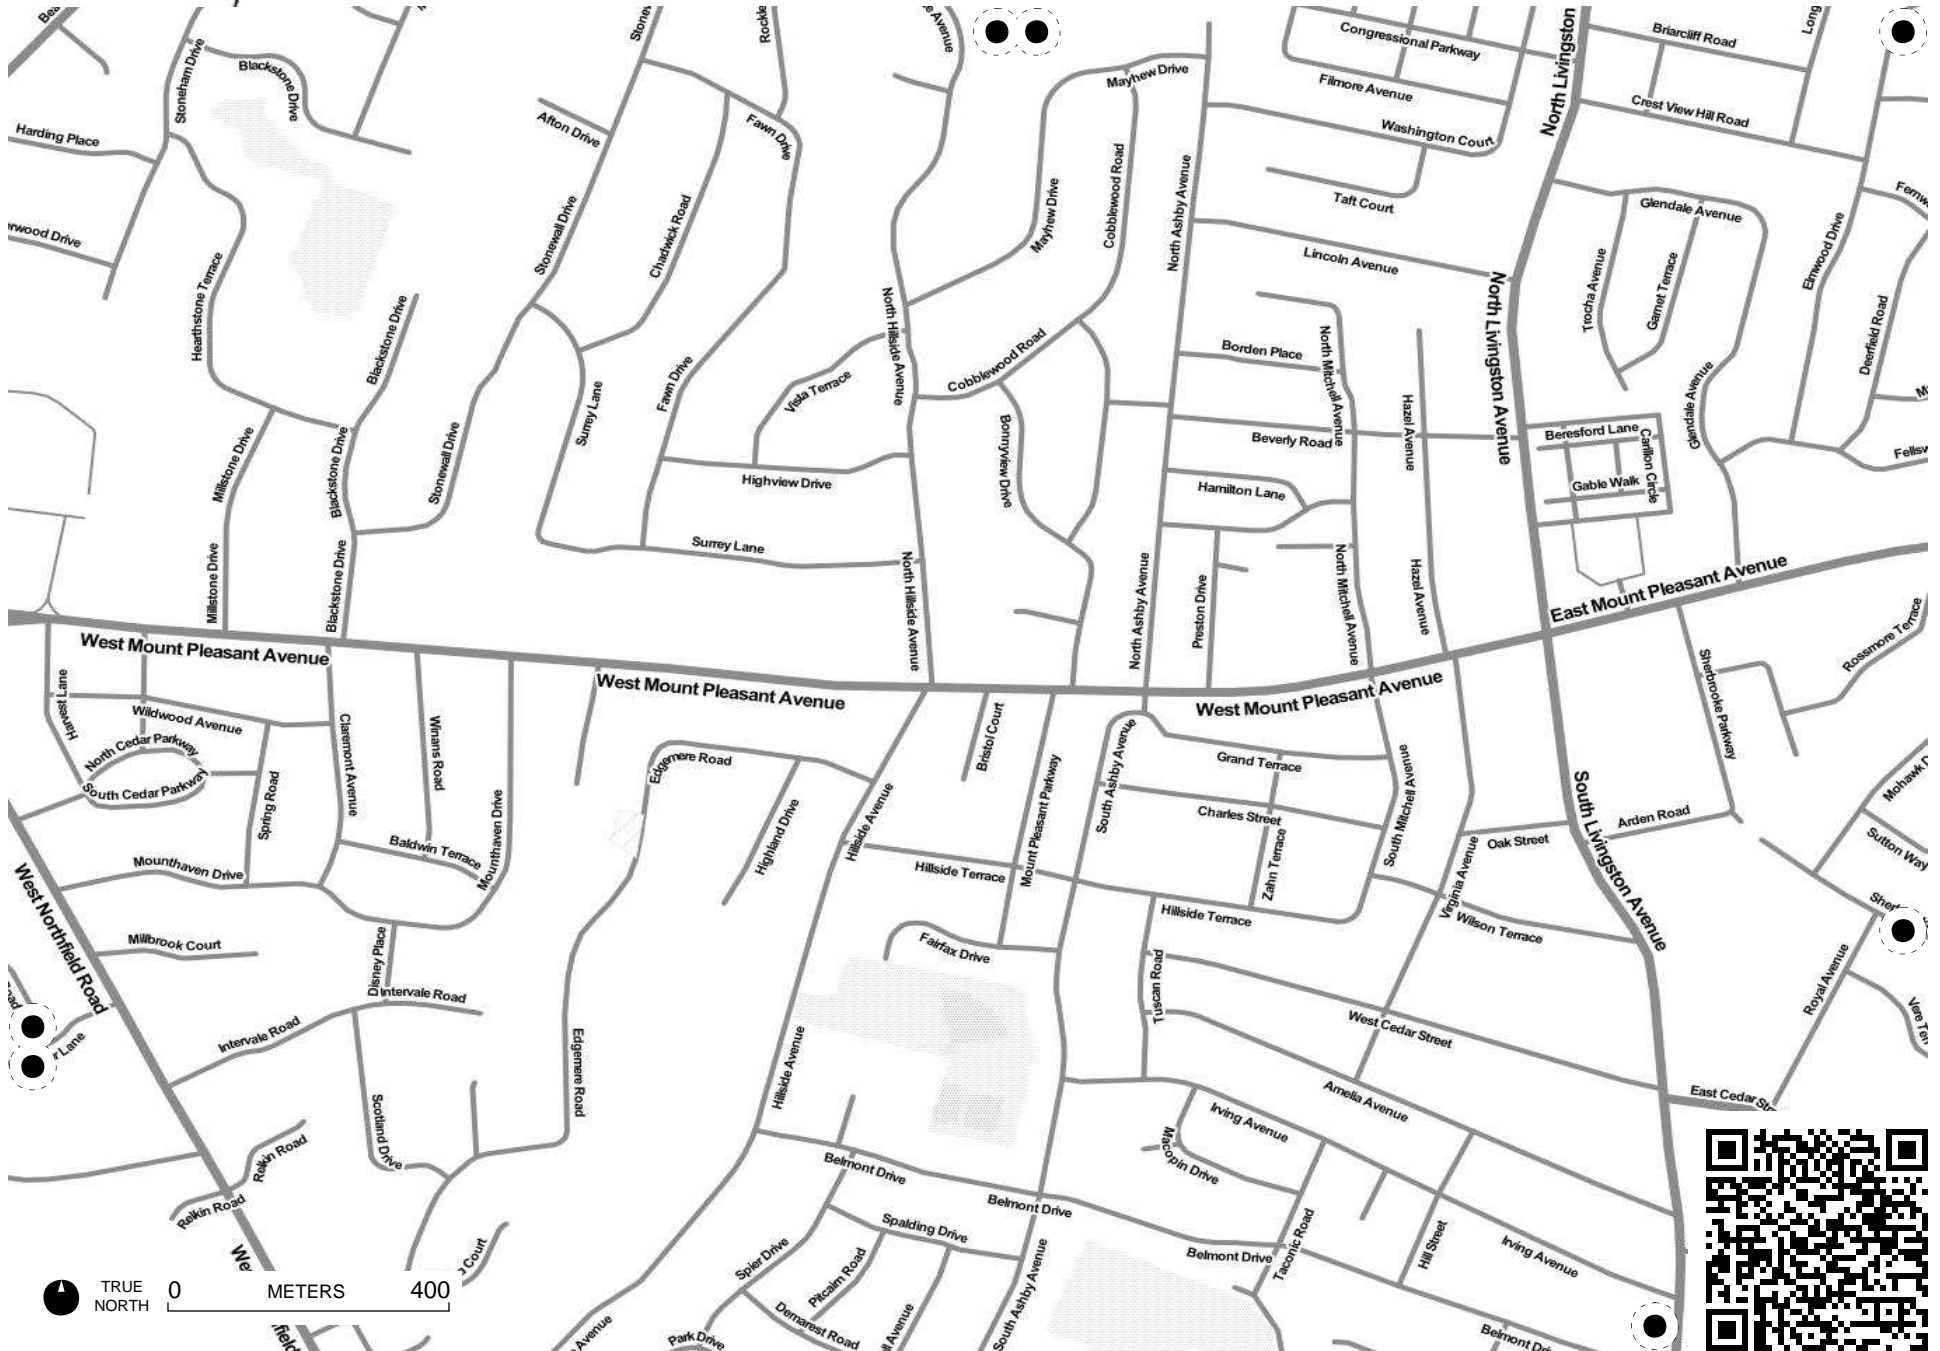 Congressional Parkway
Briarcliff Road
North Livingston
Stoneham Drive
Blackstone Drive
Mayhew Drive
Filmore Avenue
Crest View Hill Road
Harding Place
Afton Drive
Fawn Drive
Washington Court
Taft Court
Glendale Avenue
Stonewall Drive
Chadwick Road
Mayhew Drive
Cobblewood Road
North Ashby Avenue
Lincoln Avenue
Elmwood Drive
Hearthstone Terrace
Blackstone Drive
North Hillside Avenue
North Livingston Avenue
Trocha Avenue
Garnet Terrace
Deerfield Road
Borden Place
North Mitchell Avenue
Vista Terrace
Cobblewood Road
Fawn Drive
Surrey Lane
Glendale Avenue
Hazel Avenue
Beverly Road
Beresford Lane
Carillon Circle
Millstone Drive
Blackstone Drive
Stonewall Drive
Bonnyview Drive
Highview Drive
Hamilton Lane
Gable Walk
Surrey Lane
North Hillside Avenue
Millstone Drive
Blackstone Drive
North Ashby Avenue
Preston Drive
North Mitchell Avenue
Hazel Avenue
East Mount Pleasant Avenue
Rossmore Terrace
West Mount Pleasant Avenue
West Mount Pleasant Avenue
West Mount Pleasant Avenue
Sherbrooke Parkway
Harvest Lane
Wildwood Avenue
North Cedar Parkway
South Cedar Parkway
Spring Road
Claremont Avenue
Winans Road
Mounthaven Drive
Edgemere Road
Bristol Court
Mount Pleasant Parkway
South Ashby Avenue
Grand Terrace
South Mitchell Avenue
Charles Street
Zahn Terrace
South Livingston Avenue
Arden Road
Oak Street
Sutton Way
Highland Drive
Hillside Avenue
Baldwin Terrace
Mounthaven Drive
Hillside Terrace
Hillside Terrace
Virginia Avenue
Wilson Terrace
West Northfield Road
Millbrook Court
Disney Place
Fairfax Drive
Tuscan Road
Royal Avenue
Intervale Road
Intervale Road
West Cedar Street
Edgemere Road
Hillside Avenue
Scotland Drive
Amelia Avenue
East Cedar
Irving Avenue
Macopin Drive
Relkin Road
Relkin Road
Belmont Drive
Belmont Drive
Spalding Drive
Spier Drive
Pitcairn Road
Demarest Road
Park Drive
Avenue
Avenue
South Ashby Avenue
Belmont Drive
Taconic Road
Hill Street
Irving Avenue
Belmont
Court
TRUE
NORTH
0 METERS 400